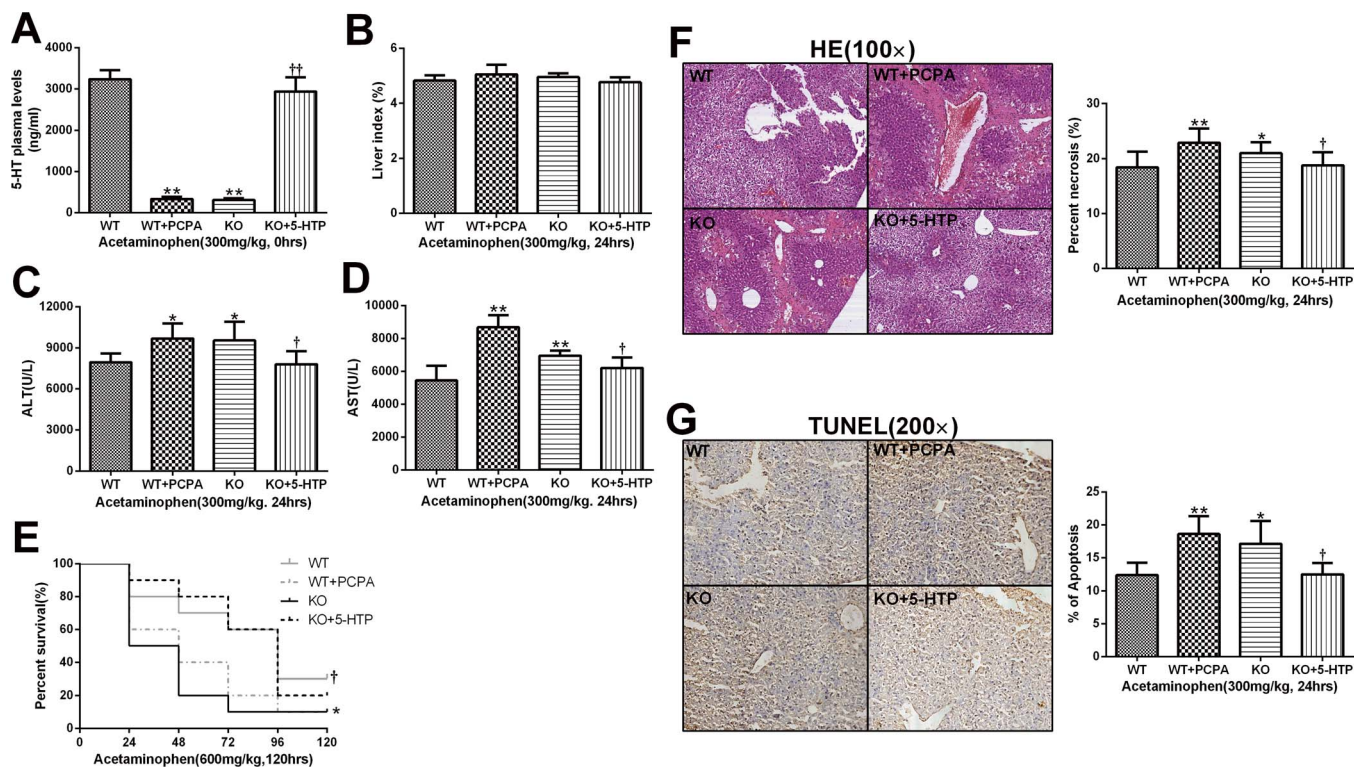 A
5-HT plasma levels
(ng/ml)
4000
3000
2000
1000
0
**
**
††
WT
WT+PCPA
KO
KO+5-HTP
Acetaminophen(300mg/kg, 0hrs)
B
Liver index (%)
8
6
4
2
0
WT
WT+PCPA
KO
KO+5-HTP
Acetaminophen(300mg/kg, 24hrs)
C
ALT(U/L)
12000
9000
6000
3000
0
*
*
†
WT
WT+PCPA
KO
KO+5-HTP
Acetaminophen(300mg/kg. 24hrs)
D
AST(U/L)
10000
8000
6000
4000
2000
0
**
**
†
WT
WT+PCPA
KO
KO+5-HTP
Acetaminophen(300mg/kg. 24hrs)
E
Percent survival(%)
100
80
60
40
20
0
0
24
48
72
96
120
WT
WT+PCPA
KO
KO+5-HTP
†
*
Acetaminophen(600mg/kg,120hrs)
F
HE(100×)
WT
WT+PCPA
KO
KO+5-HTP
Percent necrosis(%)
30
20
10
0
**
*
†
WT
WT+PCPA
KO
KO+5-HTP
Acetaminophen(300mg/kg, 24hrs)
G
TUNEL(200×)
WT
WT+PCPA
KO
KO+5-HTP
% of Apoptosis
25
20
15
10
5
0
**
*
†
WT
WT+PCPA
KO
KO+5-HTP
Acetaminophen(300mg/kg, 24hrs)